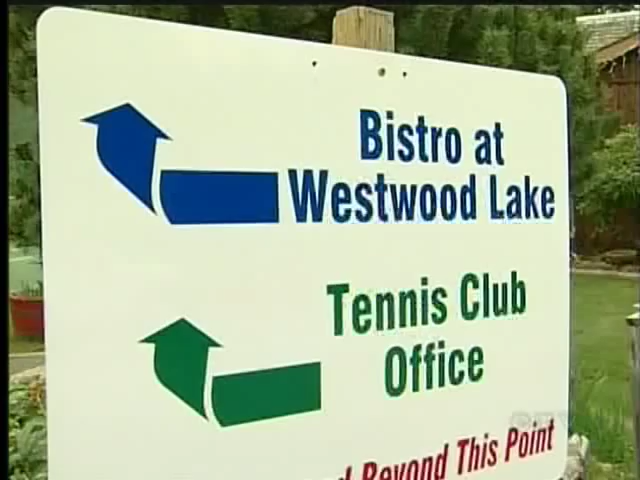 Bistro at
Westwood Lake
Tennis Club
Office
Beyond This Point